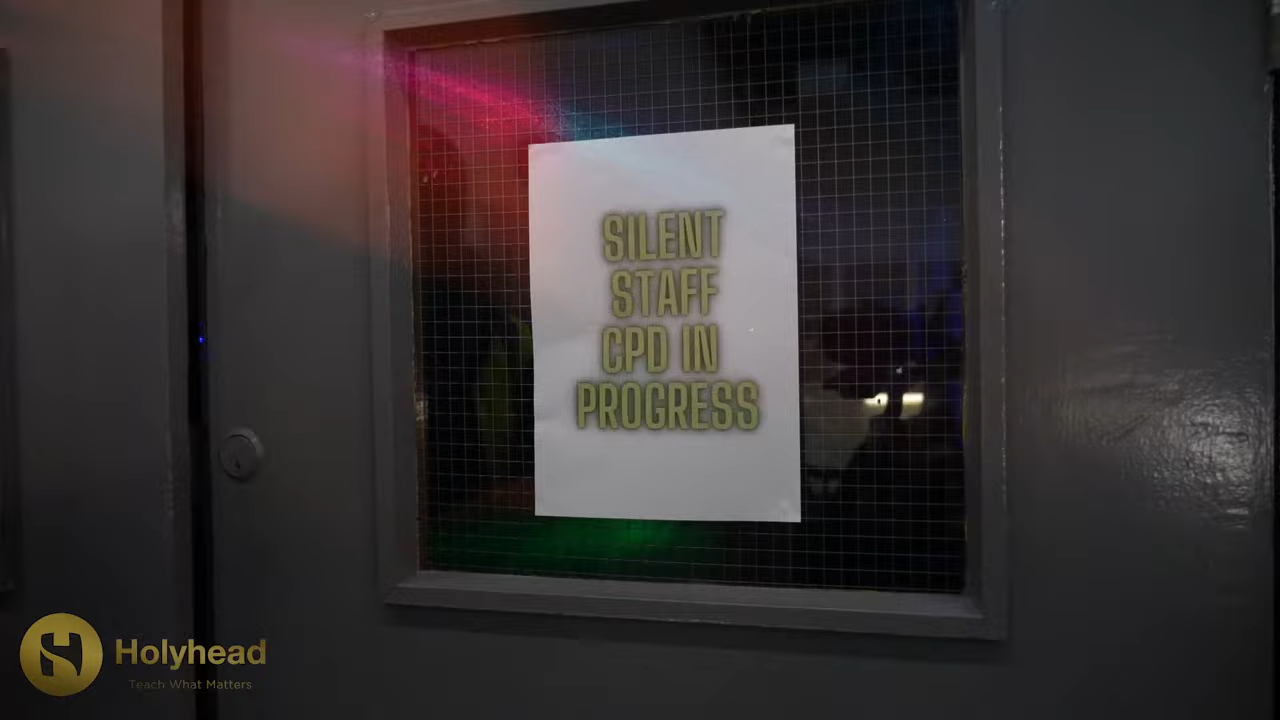 SILENT
STAFF
CPD IN
PROGRESS
Holyhead
Teach What Matters